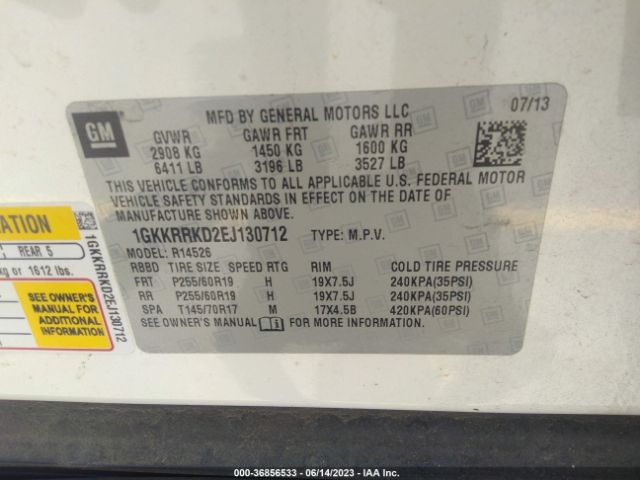 GM
MFD BY GENERAL MOTORS LLC 07/13
GVWR GAWR FRT GAWR RR
2908 KG 1450 KG 1600 KG
6411 LB 3196 LB 3527 LB
THIS VEHICLE CONFORMS TO ALL APPLICABLE U.S. FEDERAL MOTOR
VEHICLE SAFETY STANDARDS IN EFFECT ON THE DATE OF
MANUFACTURE SHOWN ABOVE.
1GKKRRKD2EJ130712 TYPE: M.P.V.
MODEL: R14526
RBBD TIRE SIZE SPEED RTG RIM COLD TIRE PRESSURE
FRT P255/60R19 H 19X7.5J 240KPA(35PSI)
RR P255/60R19 H 19X7.5J 240KPA(35PSI)
SPA T145/70R17 M 17X4.5B 420KPA(60PSI)
SEE OWNER'S MANUAL FOR MORE INFORMATION.
REAR 5
kg or 1612 lbs.
SEE OWNER'S
MANUAL FOR
ADDITIONAL
INFORMATION
1GKKRRKD2EJ130712
000-36856533 - 06/14/2023 - IAA Inc.